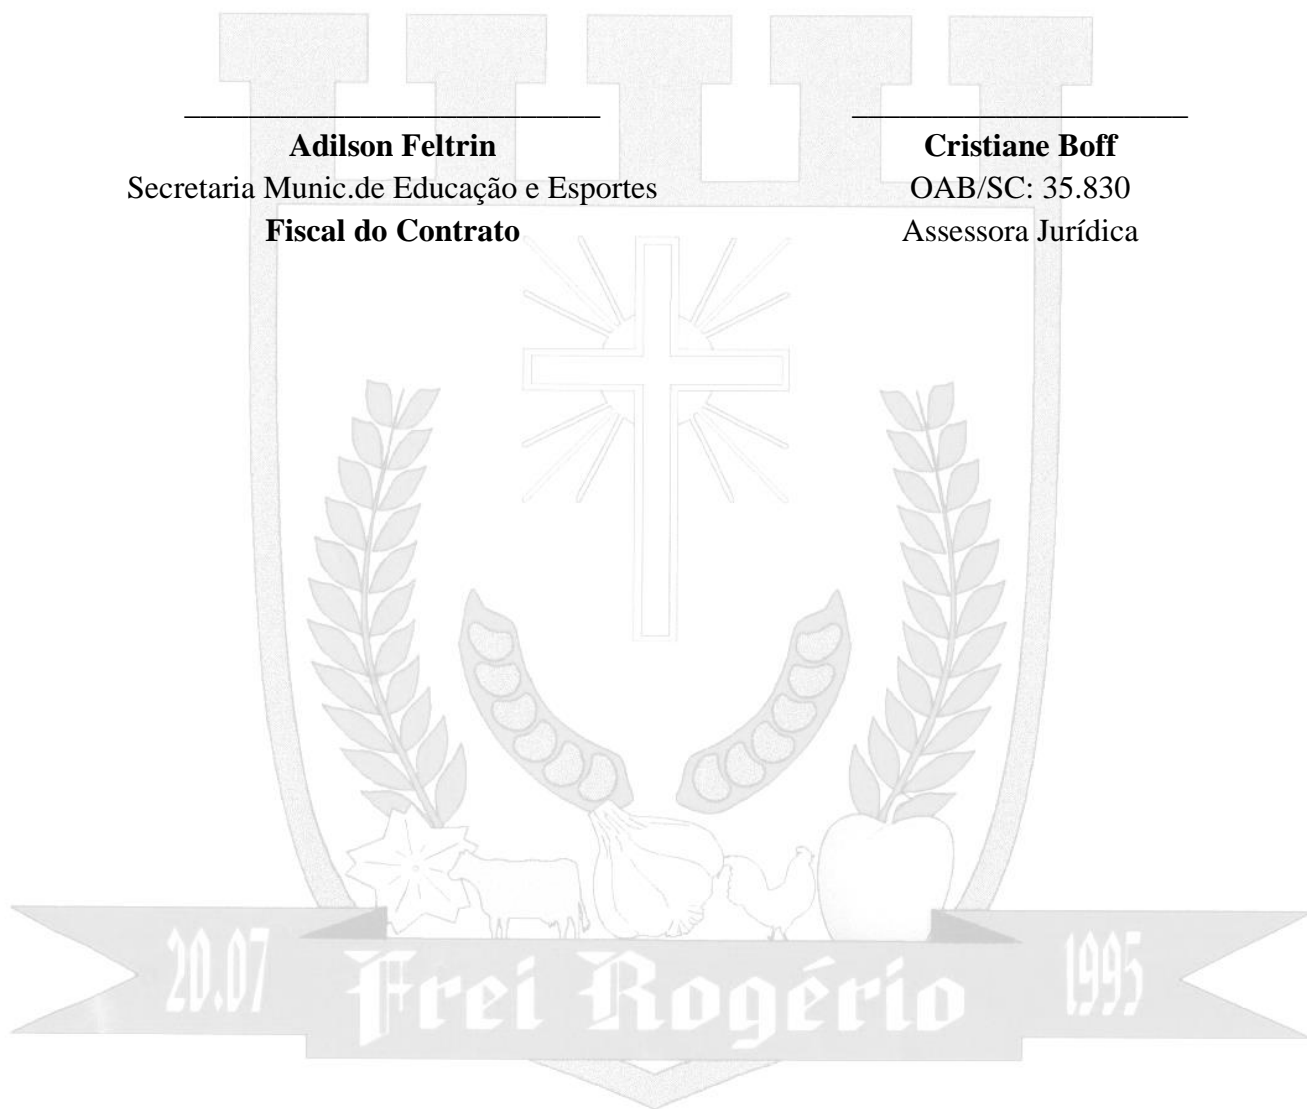 Adilson Feltrin
Secretaria Munic.de Educação e Esportes
Fiscal do Contrato
Cristiane Boff
OAB/SC: 35.830
Assessora Jurídica
20.07
Frei Rogério
1995